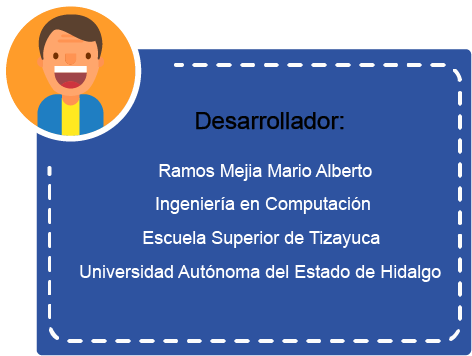 Desarrollador:
Ramos Mejia Mario Alberto
Ingeniería en Computación
Escuela Superior de Tizayuca
Universidad Autónoma del Estado de Hidalgo